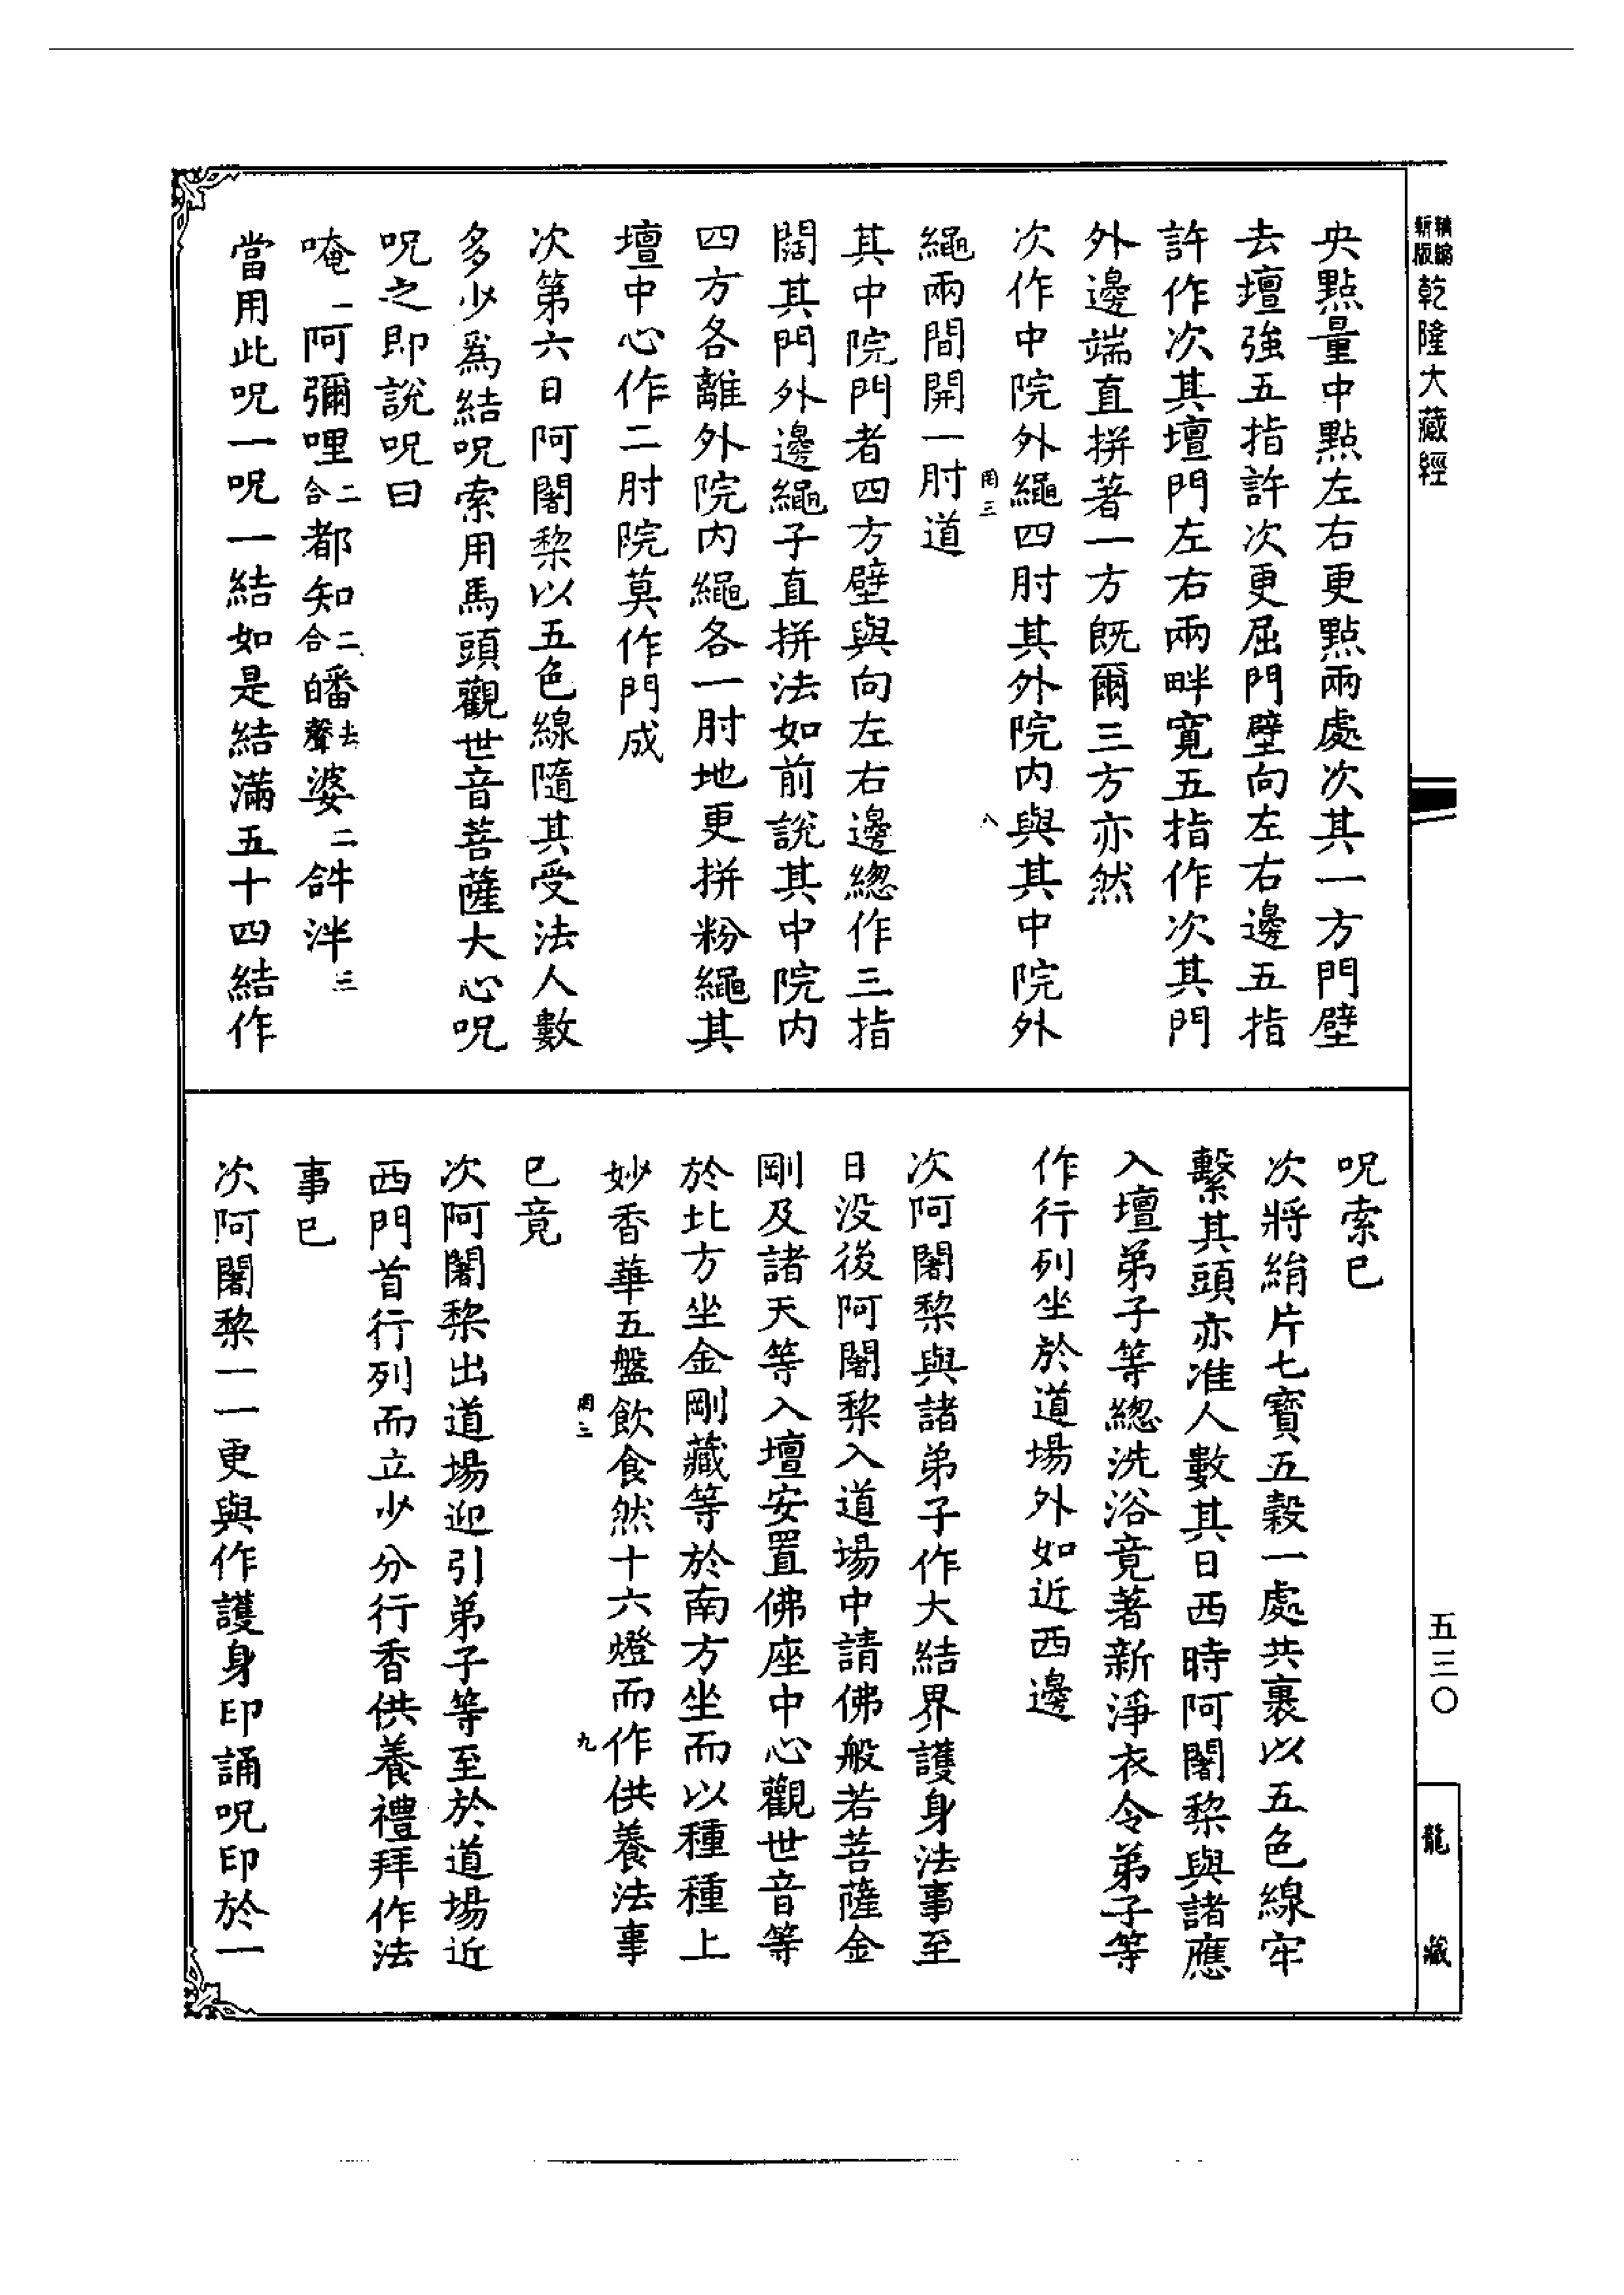 新版精編乾隆大藏經
央點量中點左右更點兩處次其一方門壁
去壇強五指許次更屈門壁向左右邊五指
許作次其壇門左右兩畔寬五指作次其門
外邊端直拼著一方既爾三方亦然
次作中院外繩四肘其外院内與其中院外
繩兩間開一肘道
其中院門者四方壁與向左右邊緫作三指
闊其門外邊繩子直拼法如前說其中院内
四方各離外院内繩各一肘地更拼粉繩其
壇中心作二肘院莫作門成
次第六日阿闍黎以五色線隨其受法人數
多少爲結呪索用馬頭觀世音菩薩大心呪
呪之即說呪曰
唵一阿彌哩二合都知二合皤去聲婆二𤙖泮三
當用此呪一呪一結如是結滿五十四結作
呪索已
次將絹片七寶五穀一處共裹以五色線牢
繫其頭亦准人數其日西時阿闍黎與諸應
入壇弟子等緫洗浴竟著新淨衣令弟子等
作行列坐於道場外如近西邊
次阿闍黎與諸弟子作大結界護身法事至
日没後阿闍黎入道場中請佛般若菩薩金
剛及諸天等入壇安置佛座中心觀世音等
於北方坐金剛藏等於南方坐而以種種上
妙香華五盤飲食然十六燈而作供養法事
已竟
次阿闍黎出道場迎引弟子等至於道場近
西門首行列而立少分行香供養禮拜作法
事已
次阿闍黎一一更與作護身印誦呪印於一
五三〇
龍藏